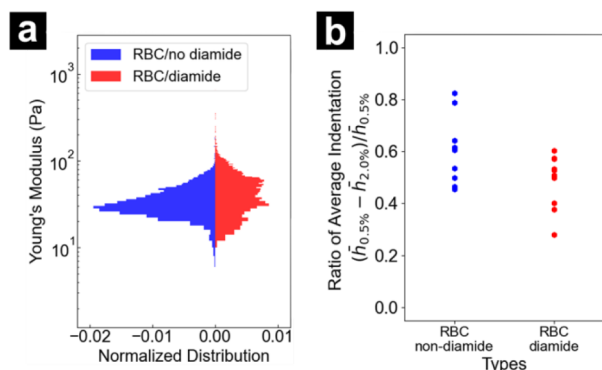 a
RBC/no diamide
RBC/diamide
10³
10²
10¹
Young's Modulus (Pa)
−0.02 −0.01 0.00 0.01
Normalized Distribution
b
1.0
0.8
0.6
0.4
0.2
0.0
Ratio of Average Indentation
(h̄0.5% − h̄2.0%)/h̄0.5%
RBC RBC
non-diamide diamide
Types